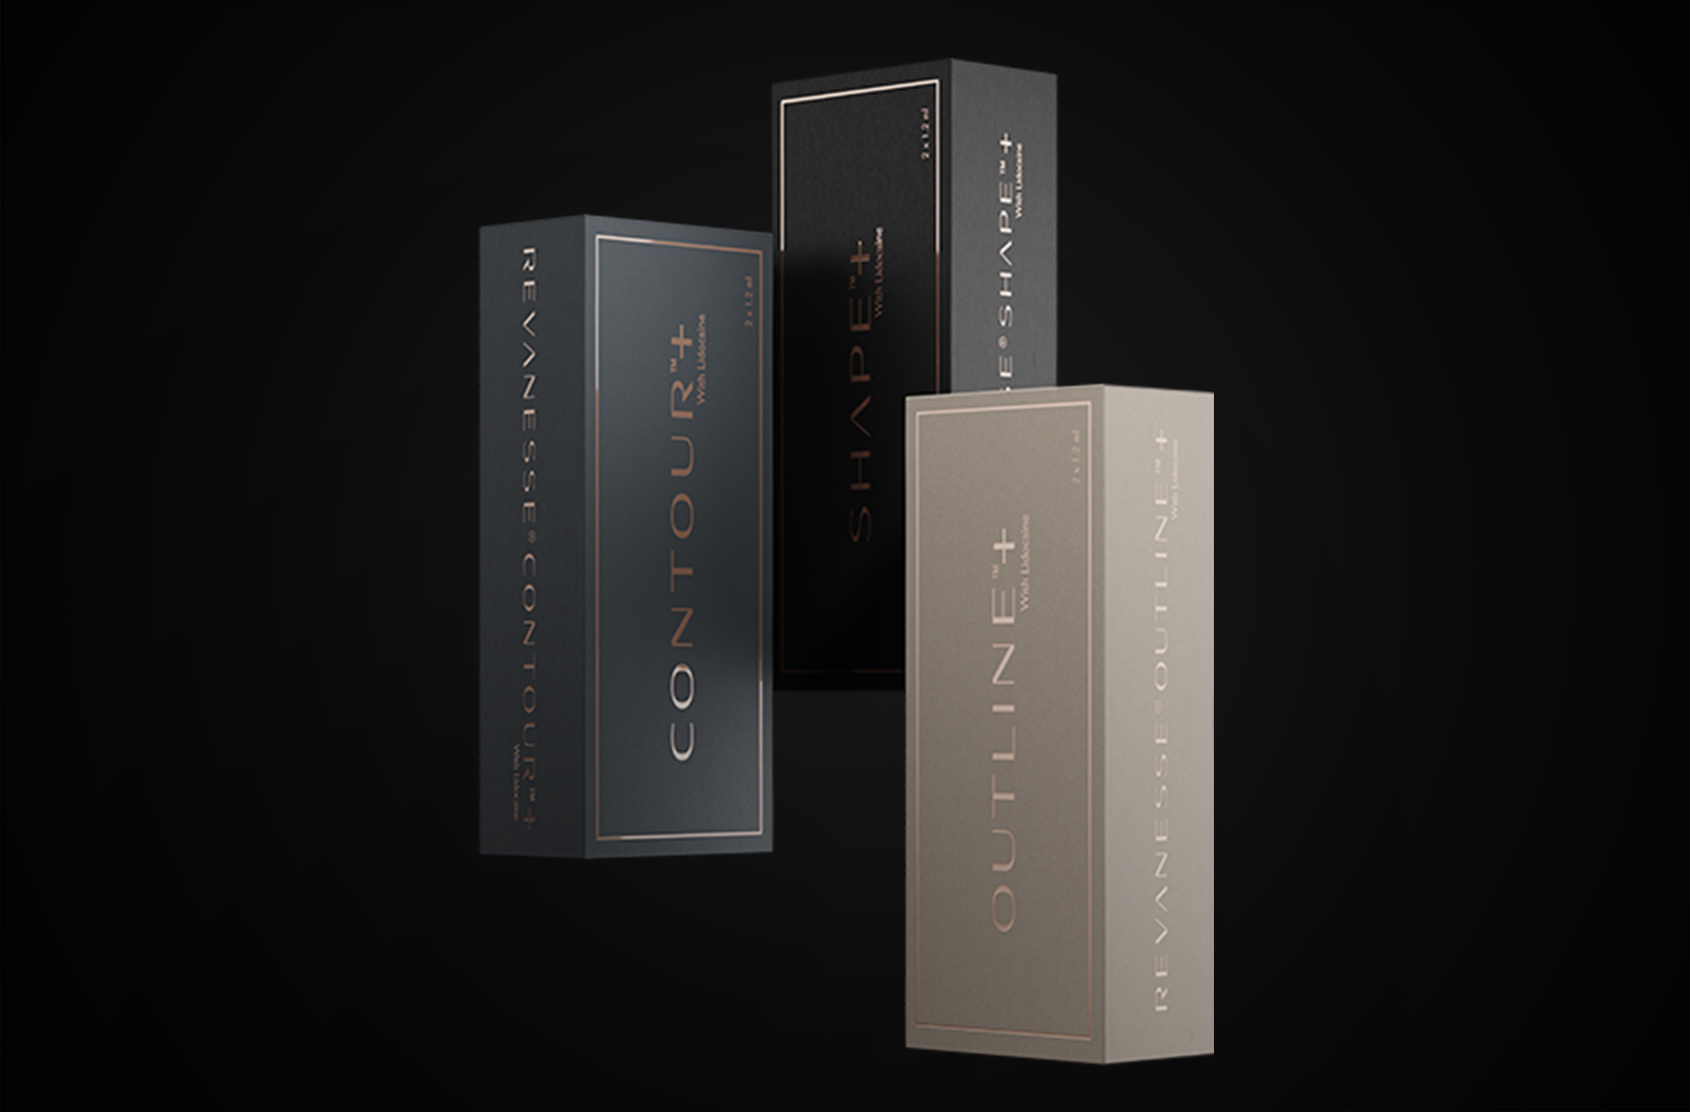 REVANESSE® CONTOUR™+
With Lidocaine
CONTOUR™+
With Lidocaine
2 x 1.2 ml
SHAPE™+
With Lidocaine
2 x 1.2 ml
SE® SHAPE™+
With Lidocaine
OUTLINE™+
With Lidocaine
2 x 1.2 ml
REVANESSE® OUTLINE™+
With Lidocaine